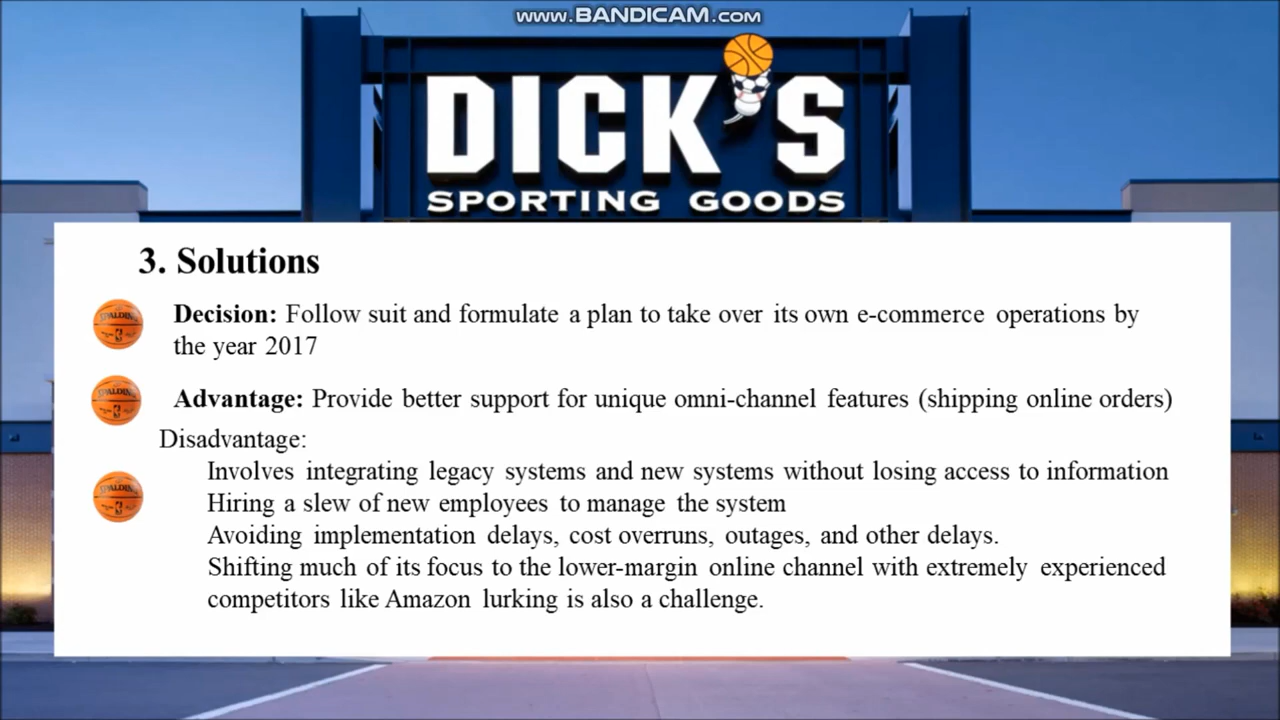 www.BANDICAM.com
DICK'S
SPORTING GOODS
3. Solutions
Decision: Follow suit and formulate a plan to take over its own e-commerce operations by
the year 2017
SPALDING
Advantage: Provide better support for unique omni-channel features (shipping online orders)
SPALDING
Disadvantage:
Involves integrating legacy systems and new systems without losing access to information
SPALDING
Hiring a slew of new employees to manage the system
Avoiding implementation delays, cost overruns, outages, and other delays.
Shifting much of its focus to the lower-margin online channel with extremely experienced
competitors like Amazon lurking is also a challenge.